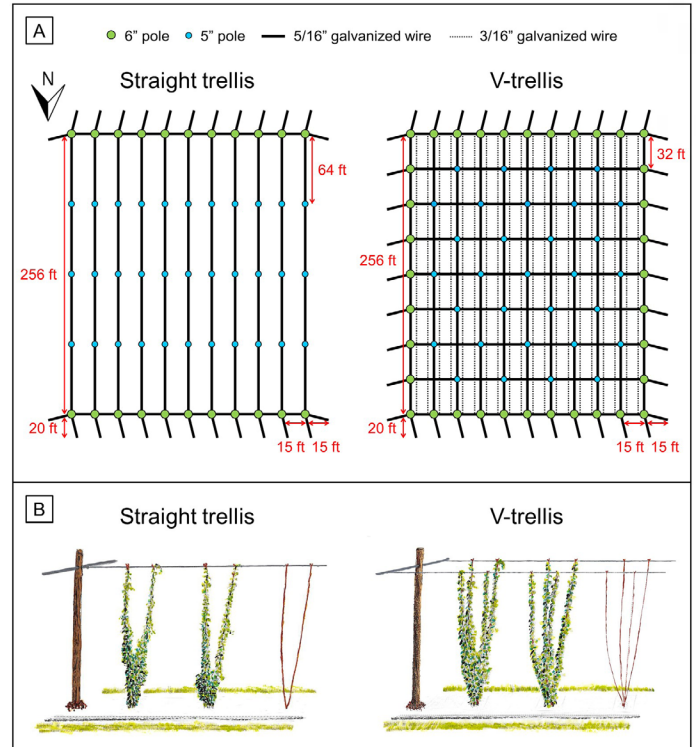 A
6” pole 5” pole 5/16” galvanized wire 3/16” galvanized wire
N
Straight trellis V-trellis
64 ft 32 ft
256 ft 256 ft
20 ft 20 ft
15 ft 15 ft 15 ft 15 ft
B
Straight trellis V-trellis